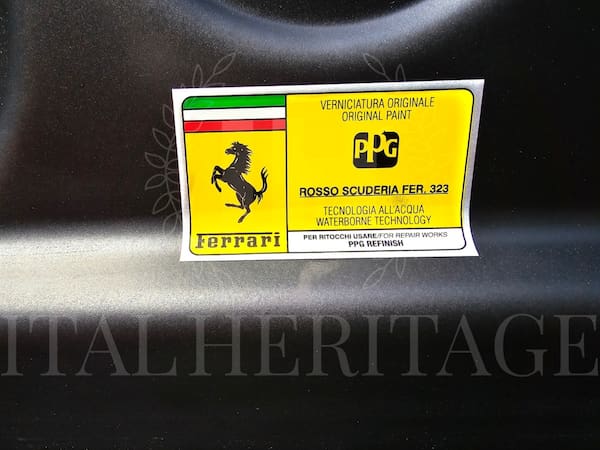 VERNICIATURA ORIGINALE
ORIGINAL PAINT
PPG
ROSSO SCUDERIA FER. 323
TECNOLOGIA ALL'ACQUA
WATERBORNE TECHNOLOGY
Ferrari
PER RITOCCHI USARE/FOR REPAIR WORKS
PPG REFINISH
ITALHERITAGE